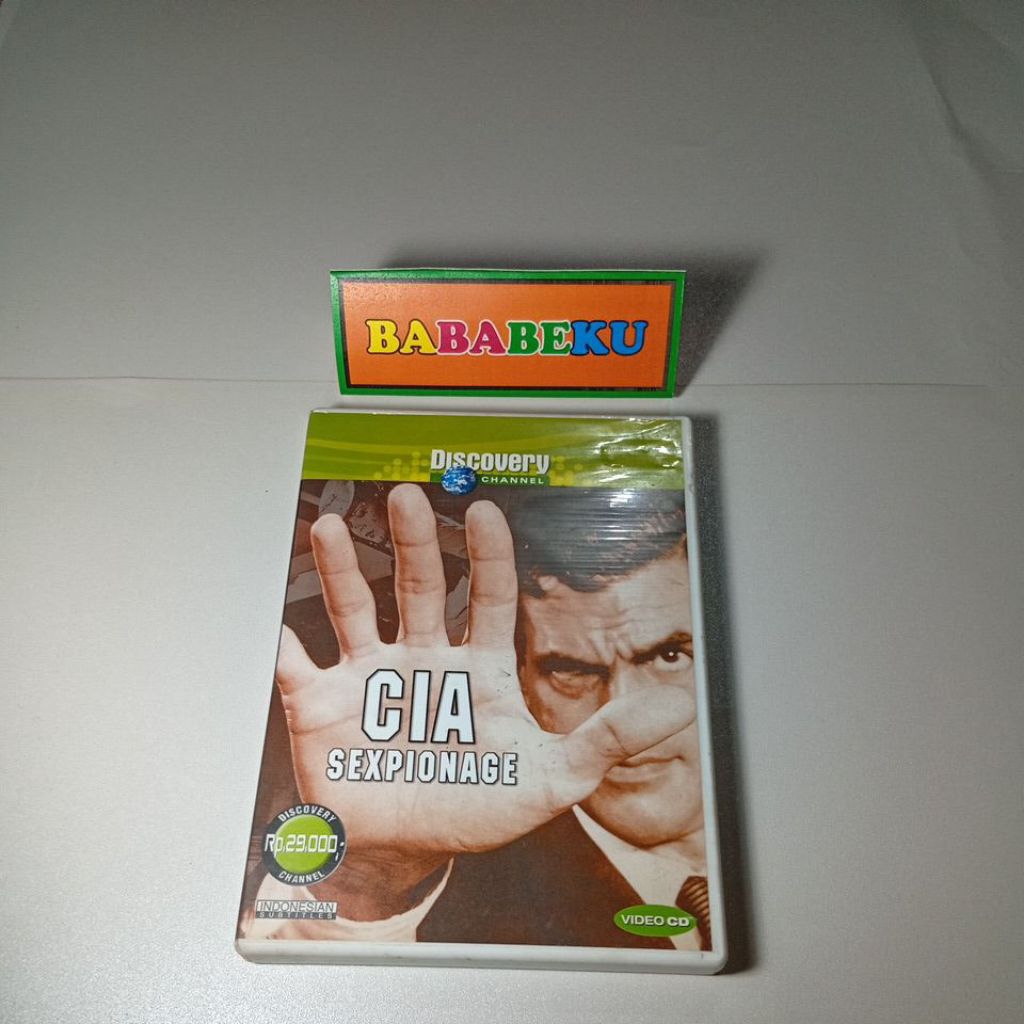 BABABEKU
Discovery
CHANNEL
CIA
SEXPIONAGE
DISCOVERY
Rp.29.000,-
CHANNEL
INDONESIAN
SUBTITLES
VIDEO CD